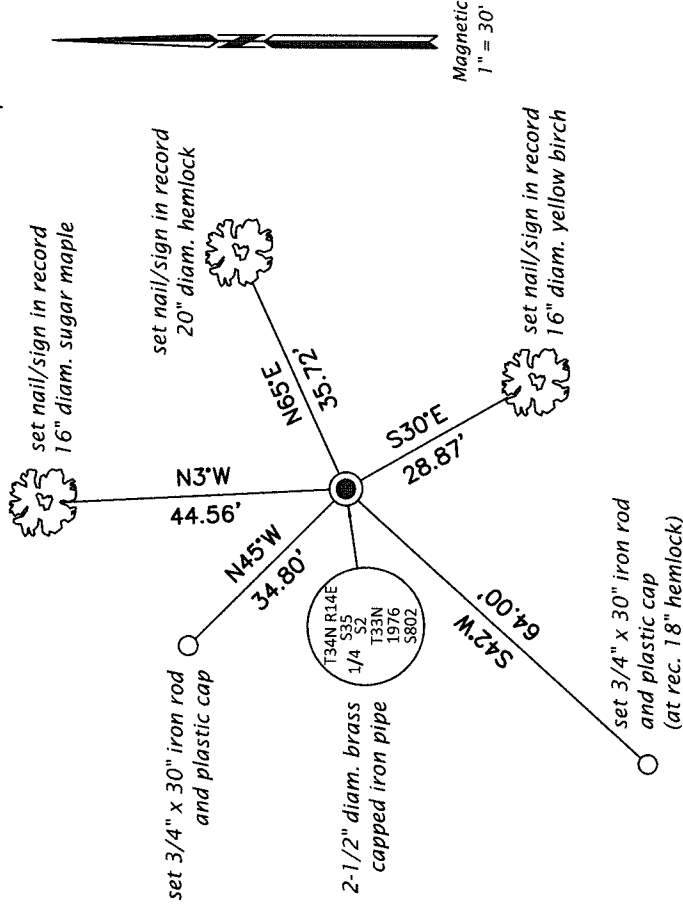 Magnetic
1" = 30'
set nail/sign in record
16" diam. sugar maple
set nail/sign in record
20" diam. hemlock
N3°W
44.56'
N65°E
35.72'
N45°W
34.80'
set 3/4" x 30" iron rod
and plastic cap
T34N R14E
S35
1/4 S2
T33N
1976
S802
2-1/2" diam. brass
capped iron pipe
S30°E
28.87'
set nail/sign in record
16" diam. yellow birch
S42°W
64.00'
set 3/4" x 30" iron rod
and plastic cap
(at rec. 18" hemlock)